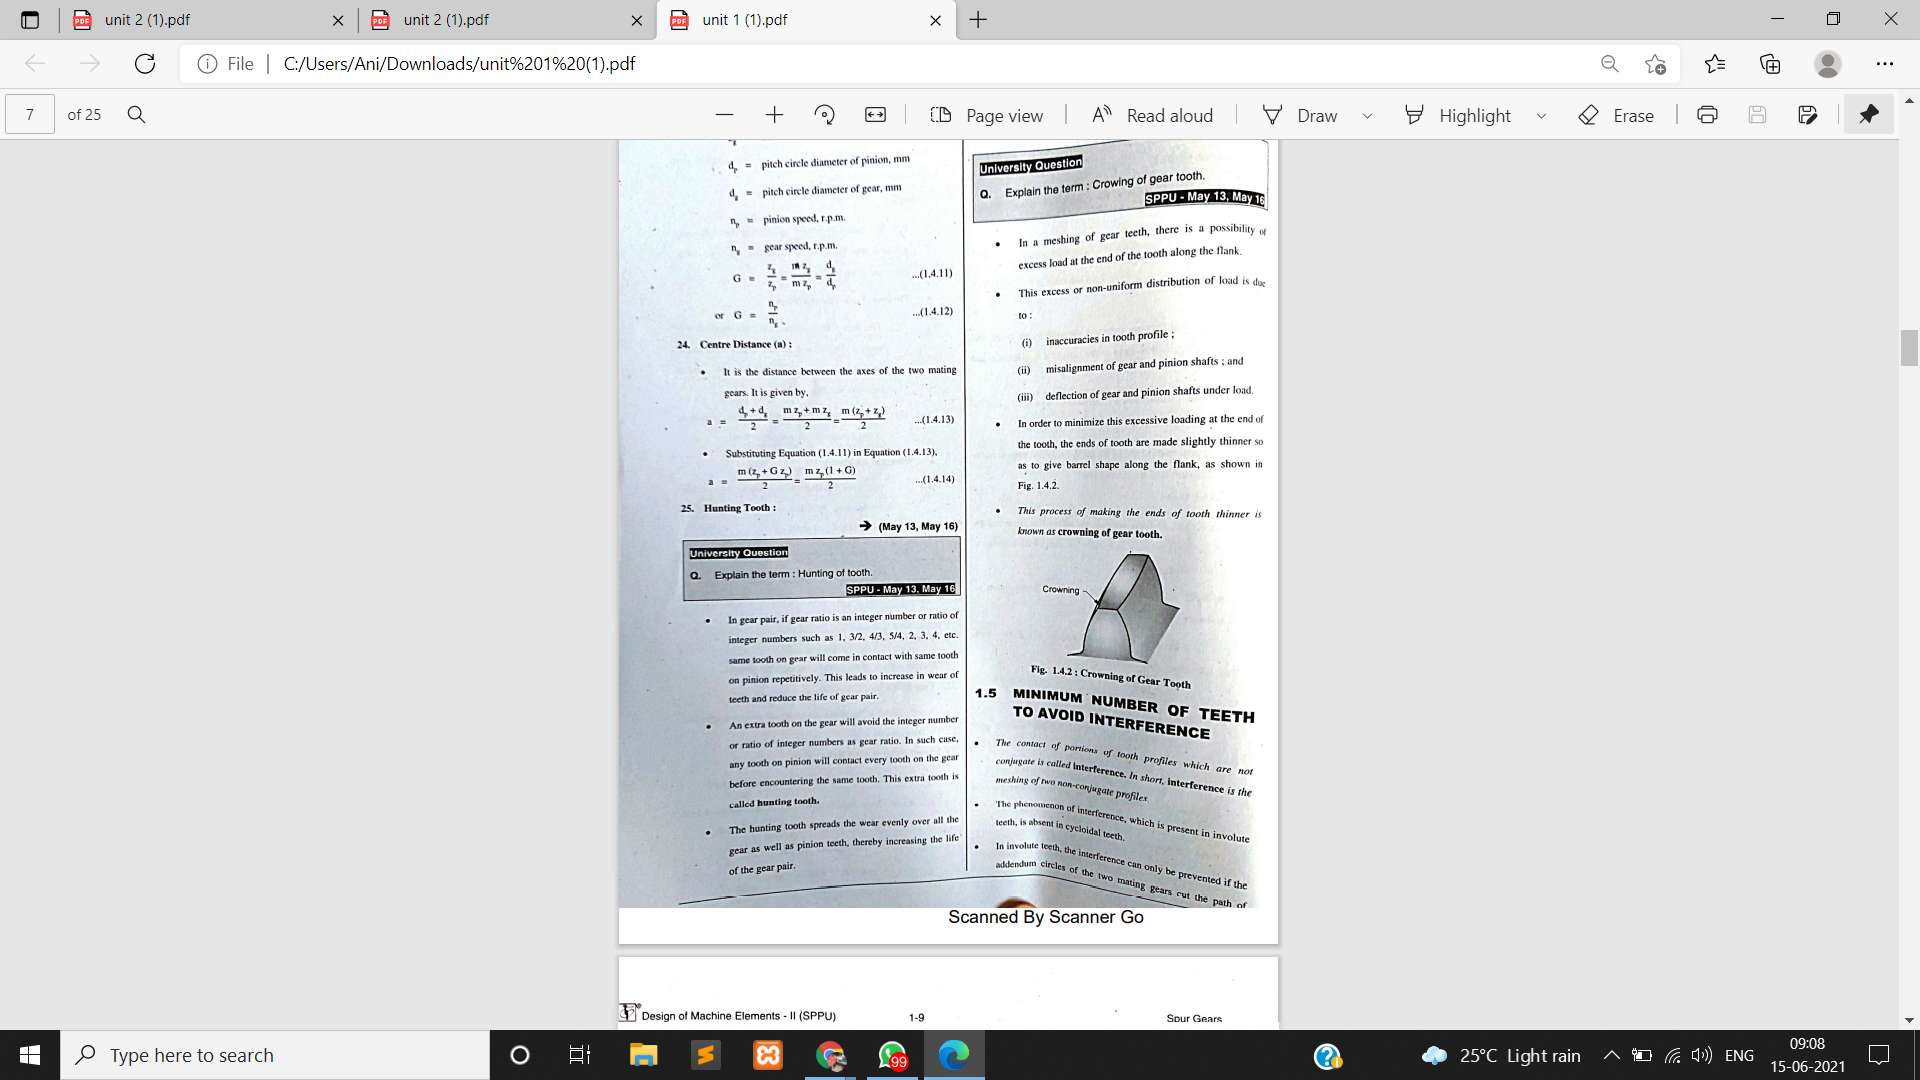 unit 2 (1).pdf
unit 2 (1).pdf
unit 1 (1).pdf
File
C:/Users/Ani/Downloads/unit%201%20(1).pdf
7 of 25
Page view
Read aloud
Draw
Highlight
Erase
d_p = pitch circle diameter of pinion, mm
d_g = pitch circle diameter of gear, mm
n_p = pinion speed, r.p.m.
n_g = gear speed, r.p.m.
G = z_g/z_p = m z_g/m z_p = d_g/d_p ...(1.4.11)
or G = n_p/n_g ...(1.4.12)
24. Centre Distance (a) :
• It is the distance between the axes of the two mating
gears. It is given by,
a = (d_p + d_g)/2 = (m z_p + m z_g)/2 = m (z_p + z_g)/2 ...(1.4.13)
• Substituting Equation (1.4.11) in Equation (1.4.13),
a = m (z_p + G z_p)/2 = m z_p (1 + G)/2 ...(1.4.14)
25. Hunting Tooth :
→ (May 13, May 16)
University Question
Q. Explain the term : Hunting of tooth.
SPPU - May 13, May 16
• In gear pair, if gear ratio is an integer number or ratio of
integer numbers such as 1, 3/2, 4/3, 5/4, 2, 3, 4, etc.
same tooth on gear will come in contact with same tooth
on pinion repetitively. This leads to increase in wear of
teeth and reduce the life of gear pair.
• An extra tooth on the gear will avoid the integer number
or ratio of integer numbers as gear ratio. In such case,
any tooth on pinion will contact every tooth on the gear
before encountering the same tooth. This extra tooth is
called hunting tooth.
• The hunting tooth spreads the wear evenly over all the
gear as well as pinion teeth, thereby increasing the life
of the gear pair.
University Question
Q. Explain the term : Crowing of gear tooth.
SPPU - May 13, May 16
• In a meshing of gear teeth, there is a possibility of
excess load at the end of the tooth along the flank.
• This excess or non-uniform distribution of load is due
to :
(i) inaccuracies in tooth profile ;
(ii) misalignment of gear and pinion shafts ; and
(iii) deflection of gear and pinion shafts under load.
• In order to minimize this excessive loading at the end of
the tooth, the ends of tooth are made slightly thinner so
as to give barrel shape along the flank, as shown in
Fig. 1.4.2.
• This process of making the ends of tooth thinner is
known as crowning of gear tooth.
Crowning
Fig. 1.4.2 : Crowning of Gear Tooth
1.5 MINIMUM NUMBER OF TEETH
TO AVOID INTERFERENCE
• The contact of portions of tooth profiles which are not
conjugate is called interference. In short, interference is the
meshing of two non-conjugate profiles.
• The phenomenon of interference, which is present in involute
teeth, is absent in cycloidal teeth.
• In involute teeth, the interference can only be prevented if the
addendum circles of the two mating gears cut the path of
Scanned By Scanner Go
Design of Machine Elements - II (SPPU) 1-9 Spur Gears
Type here to search
99
25°C Light rain
ENG
09:08
15-06-2021